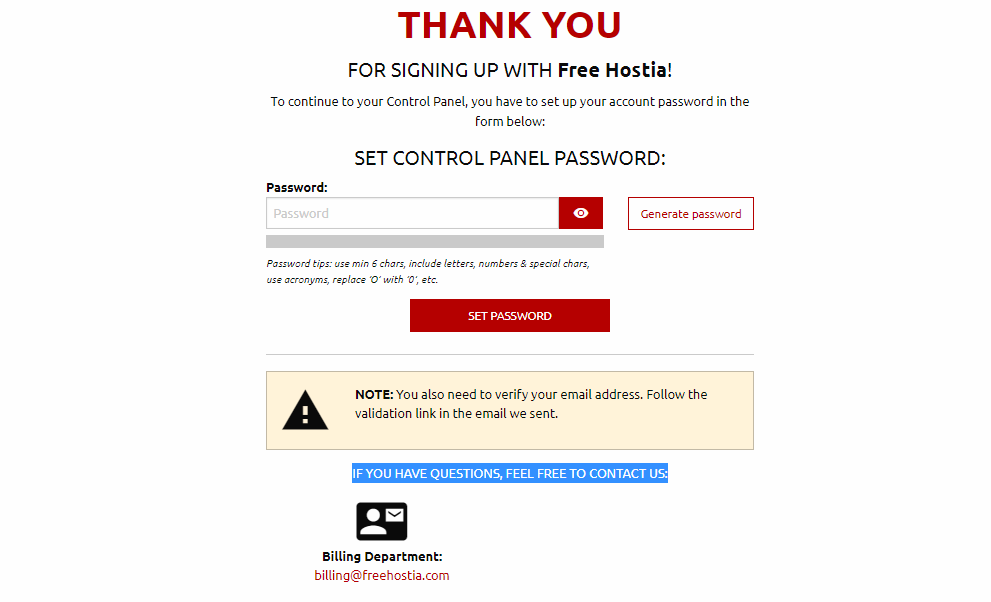 THANK YOU
FOR SIGNING UP WITH Free Hostia!
To continue to your Control Panel, you have to set up your account password in the
form below:
SET CONTROL PANEL PASSWORD:
Password:
Password
Generate password
Password tips: use min 6 chars, include letters, numbers & special chars,
use acronyms, replace 'O' with '0', etc.
SET PASSWORD
NOTE: You also need to verify your email address. Follow the
validation link in the email we sent.
IF YOU HAVE QUESTIONS, FEEL FREE TO CONTACT US:
Billing Department:
billing@freehostia.com